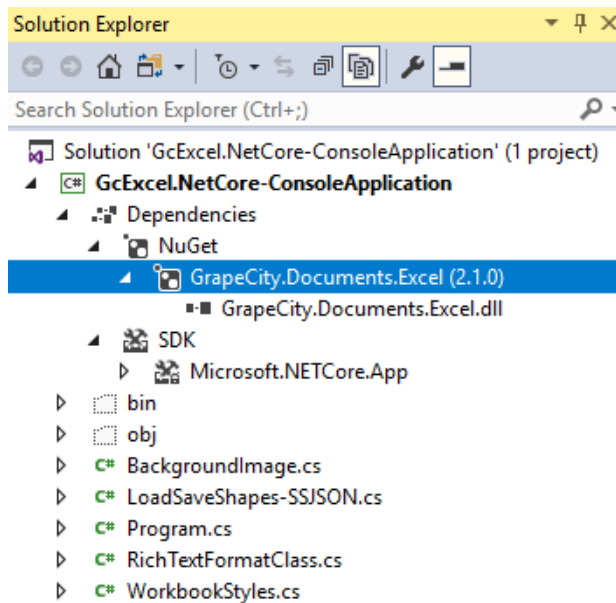 Solution Explorer
Search Solution Explorer (Ctrl+;)
Solution 'GcExcel.NetCore-ConsoleApplication' (1 project)
C# GcExcel.NetCore-ConsoleApplication
Dependencies
NuGet
GrapeCity.Documents.Excel (2.1.0)
GrapeCity.Documents.Excel.dll
SDK
Microsoft.NETCore.App
bin
obj
C# BackgroundImage.cs
C# LoadSaveShapes-SSJSON.cs
C# Program.cs
C# RichTextFormatClass.cs
C# WorkbookStyles.cs